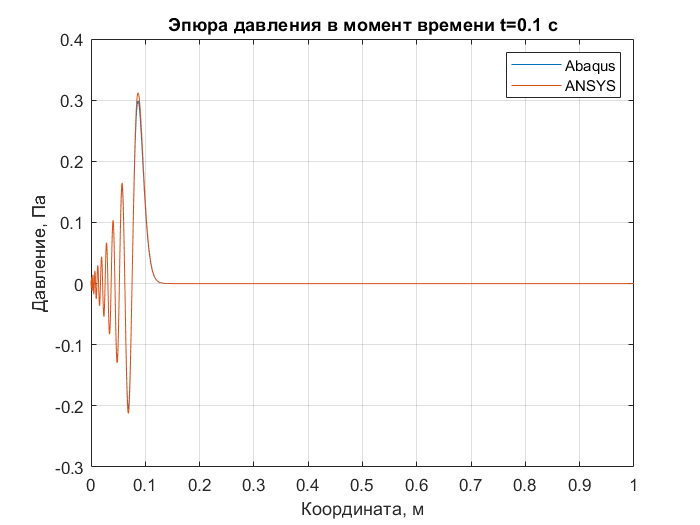 Эпюра давления в момент времени t=0.1 с
Abaqus
ANSYS
Давление, Па
0.4
0.3
0.2
0.1
0
-0.1
-0.2
-0.3
0 0.1 0.2 0.3 0.4 0.5 0.6 0.7 0.8 0.9 1
Координата, м